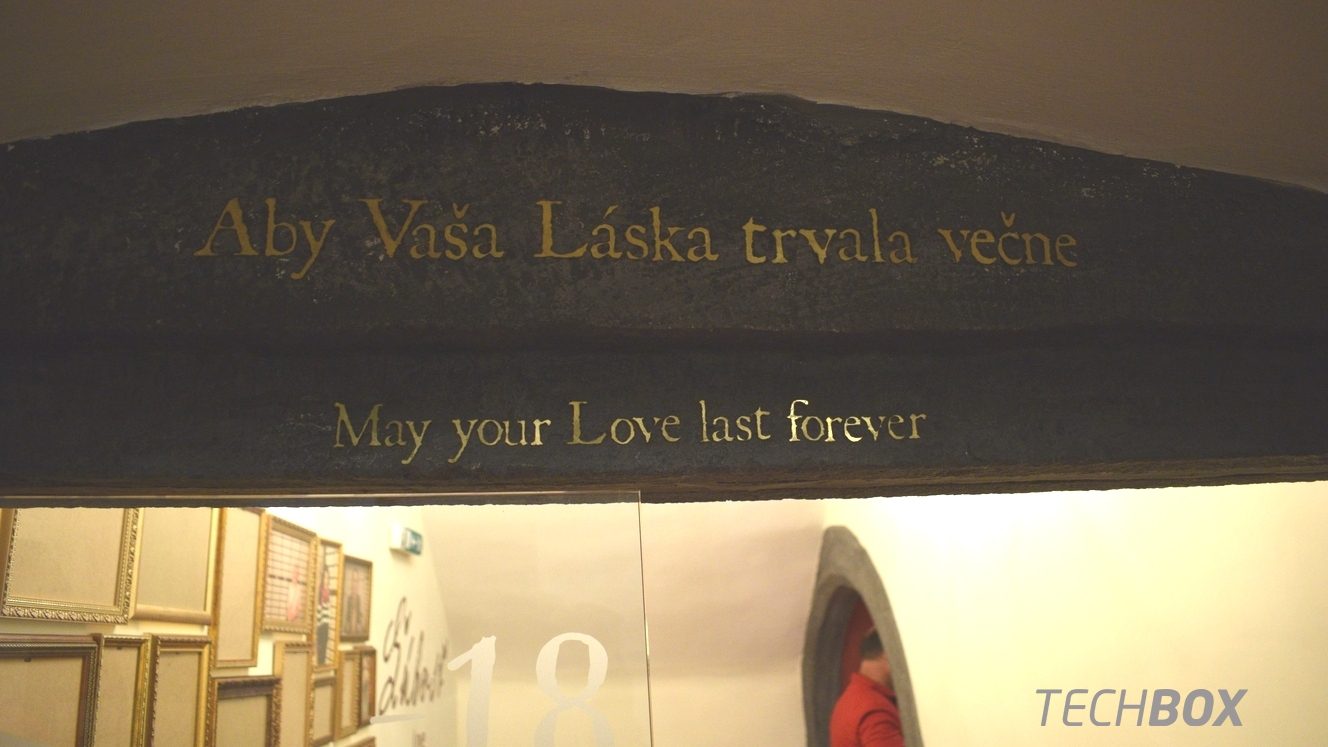 Aby Vaša Láska trvala večne
May your Love last forever
18
TECHBOX